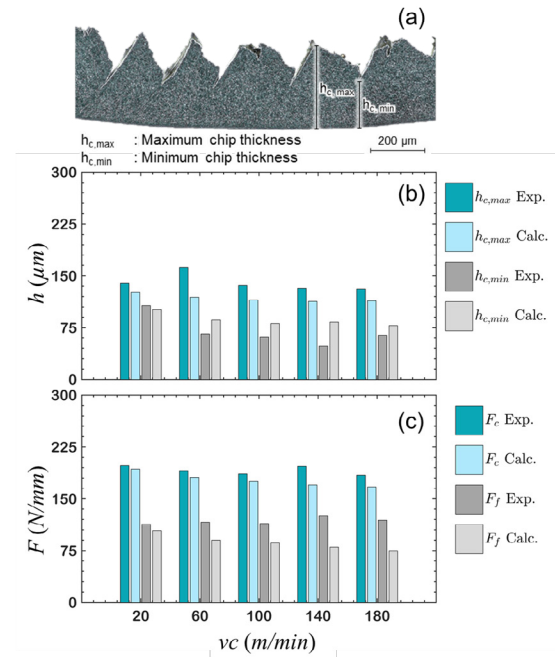 (a)
h_c, max
h_c, min
h_c,max : Maximum chip thickness
h_c,min : Minimum chip thickness
200 µm
(b)
300
225
150
75
0
h (µm)
h_c,max Exp.
h_c,max Calc.
h_c,min Exp.
h_c,min Calc.
(c)
300
225
150
75
0
F (N/mm)
F_c Exp.
F_c Calc.
F_f Exp.
F_f Calc.
20 60 100 140 180
vc (m/min)